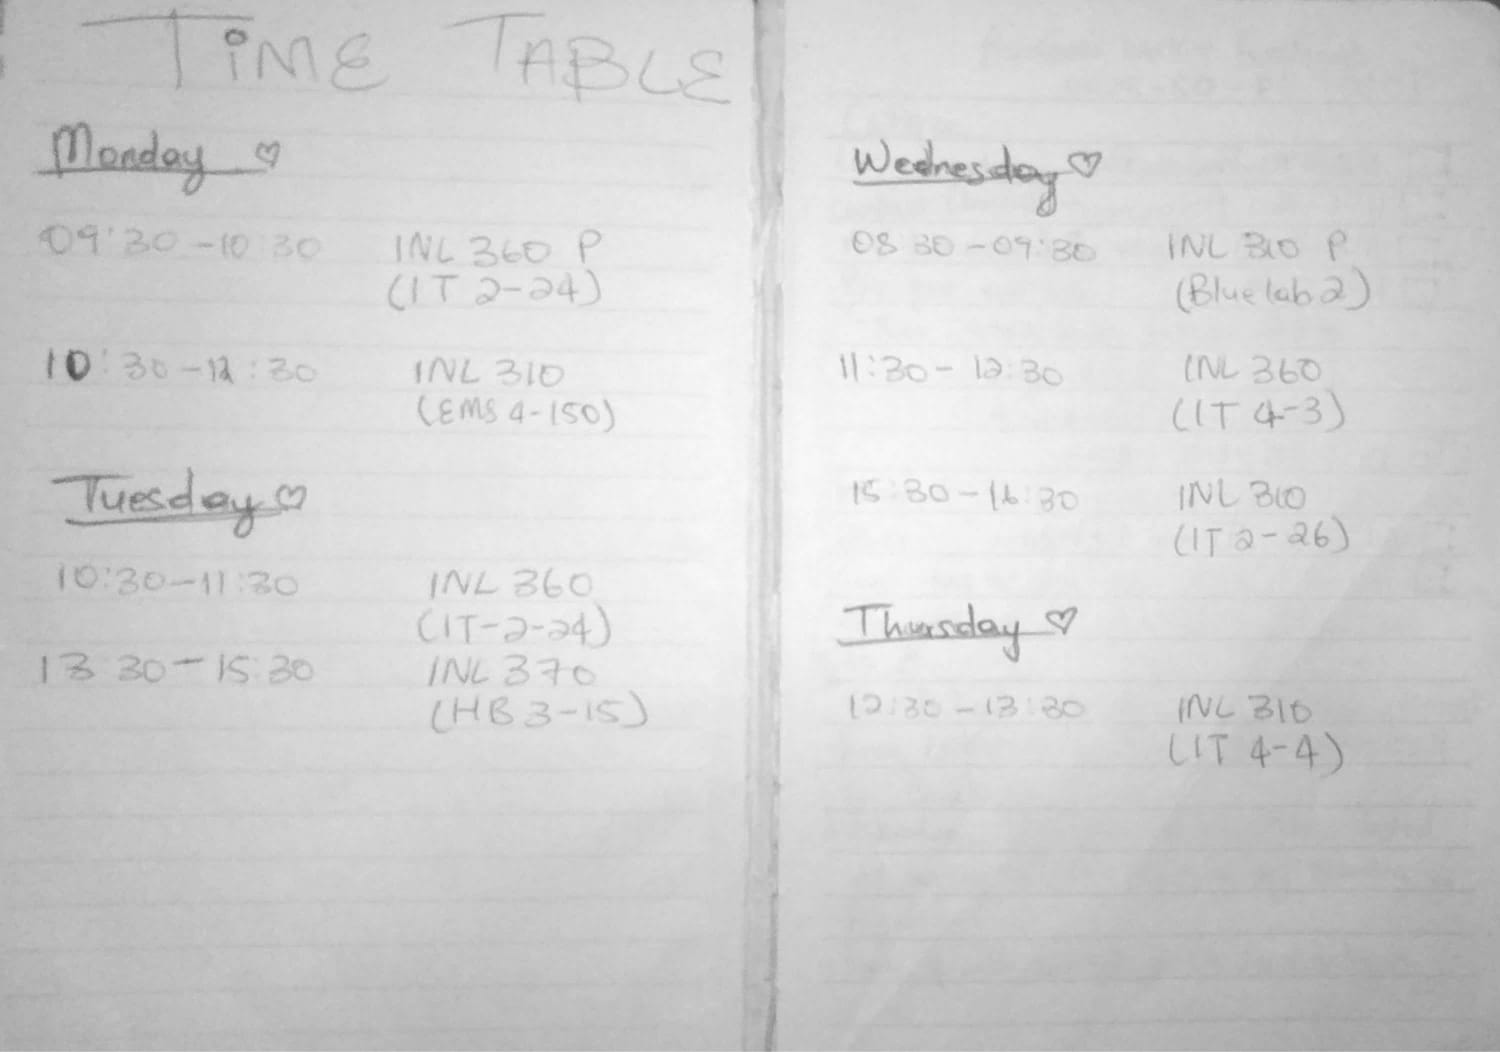 TIME TABLE
Monday ♡
09:30 - 10:30 INL 360 P
(IT 2-24)
10:30 - 12:30 INL 310
(EMS 4-150)
Tuesday ♡
10:30 - 11:30 INL 360
(IT-2-24)
13 30 - 15:30 INL 370
(HB 3-15)
Wednesday ♡
08 30 - 09:30 INL 310 P
(Blue lab 2)
11:30 - 12:30 INL 360
(IT 4-3)
15:30 - 16:30 INL 310
(IT 2-26)
Thursday ♡
12:30 - 13:30 INL 310
(IT 4-4)